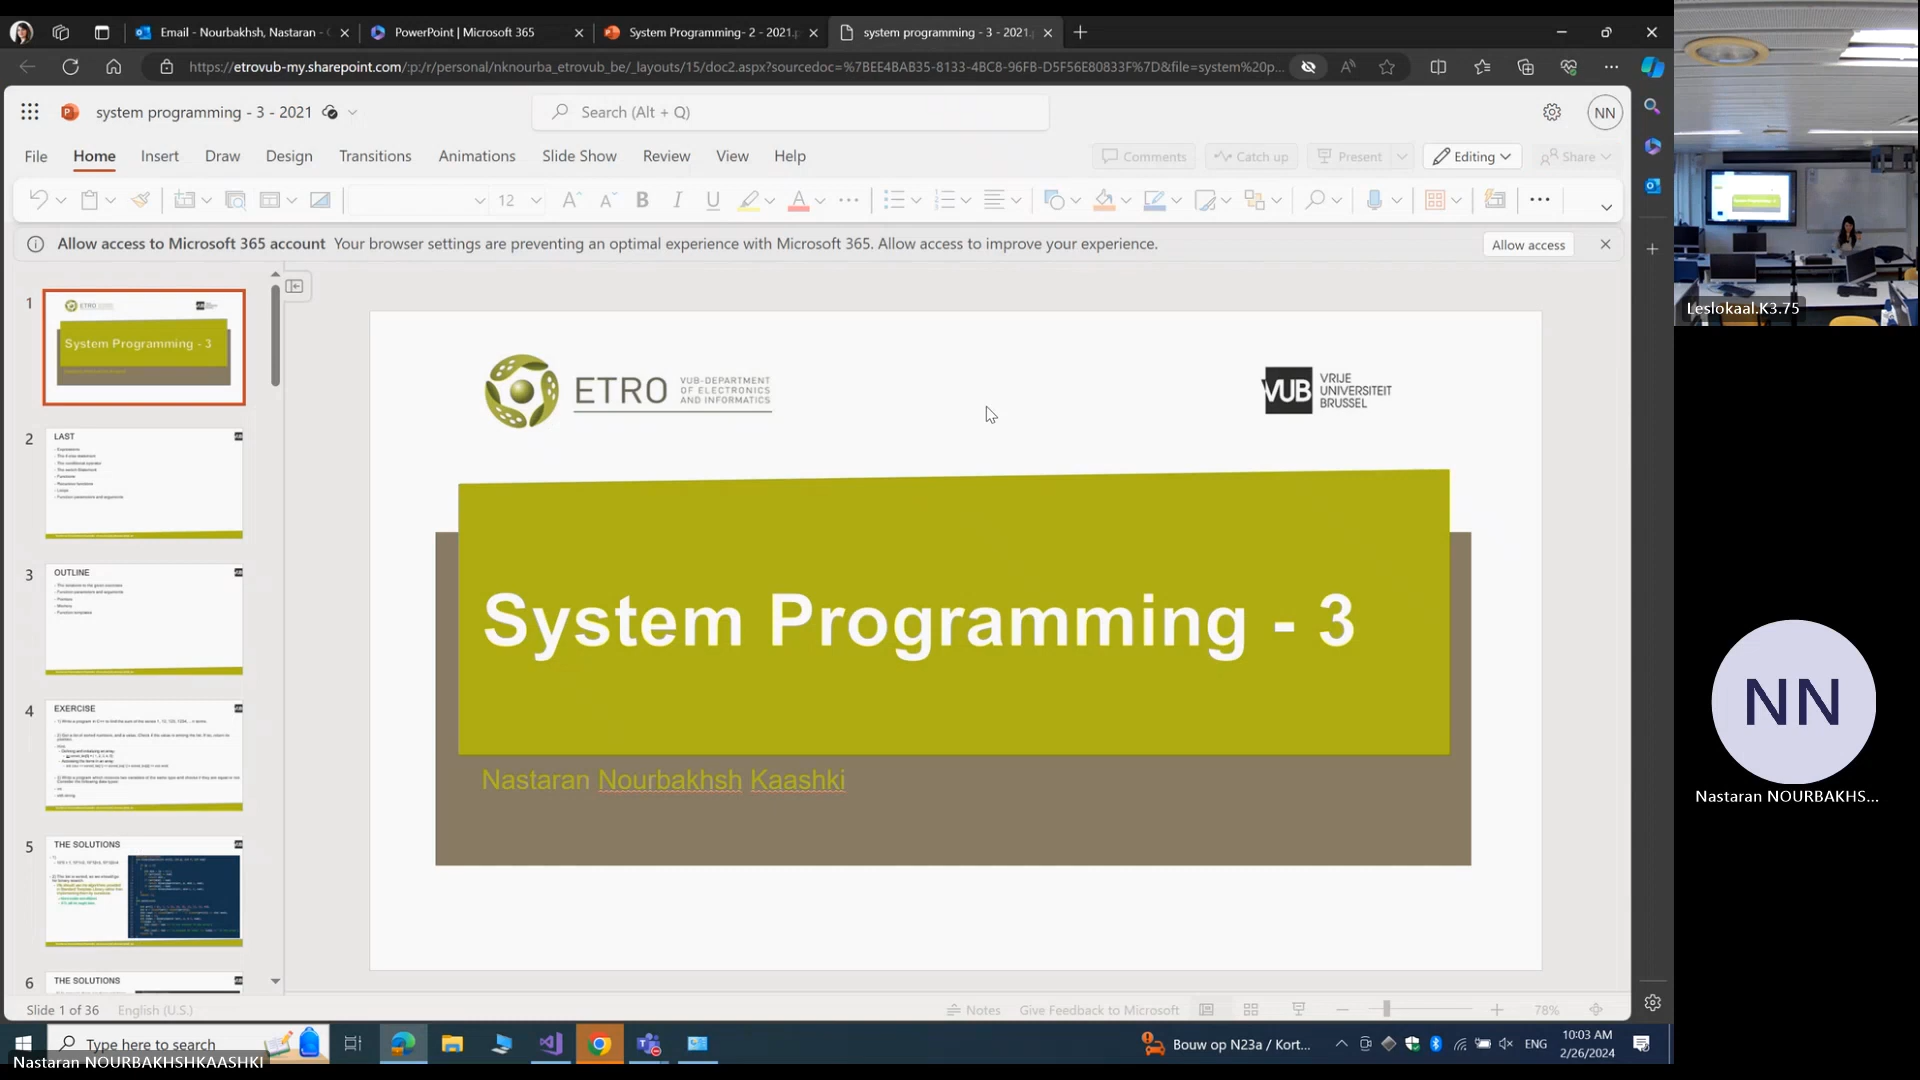 Email - Nourbakhsh, Nastaran -
PowerPoint | Microsoft 365
System Programming- 2 - 2021.p
system programming - 3 - 2021.
https://etrovub-my.sharepoint.com/:p:/r/personal/nknourba_etrovub_be/_layouts/15/doc2.aspx?sourcedoc=%7BEE4BAB35-8133-4BC8-96FB-D5F56E80833F%7D&file=system%20p...
system programming - 3 - 2021
Search (Alt + Q)
NN
File Home Insert Draw Design Transitions Animations Slide Show Review View Help
Comments Catch up Present Editing Share
12
Allow access to Microsoft 365 account Your browser settings are preventing an optimal experience with Microsoft 365. Allow access to improve your experience.
Allow access
1
System Programming - 3
2
LAST
3
OUTLINE
4
EXERCISE
5
THE SOLUTIONS
6
THE SOLUTIONS
ETRO
VUB-DEPARTMENT
OF ELECTRONICS
AND INFORMATICS
VUB
VRIJE
UNIVERSITEIT
BRUSSEL
System Programming - 3
Nastaran Nourbakhsh Kaashki
Slide 1 of 36
English (U.S.)
Notes
Give Feedback to Microsoft
78%
Type here to search
Bouw op N23a / Kort...
ENG
10:03 AM
2/26/2024
Nastaran NOURBAKHSHKAASHKI
Leslokaal.K3.75
NN
Nastaran NOURBAKHS...